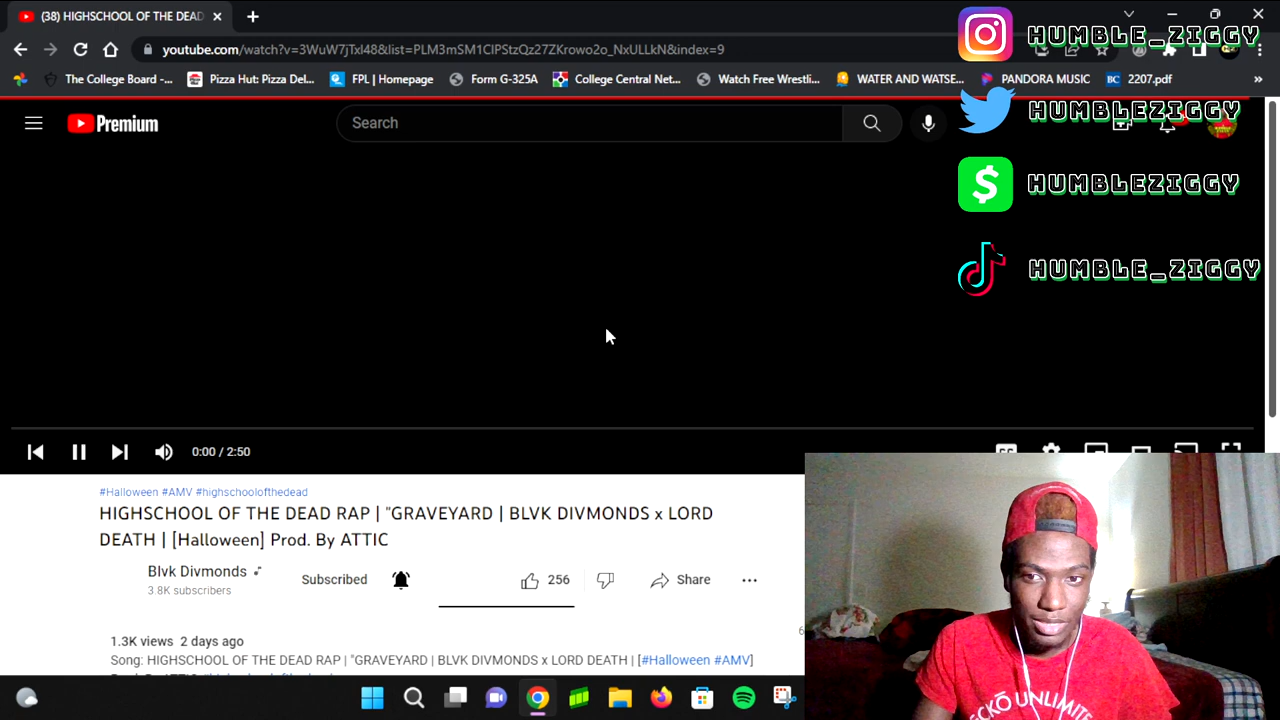 (38) HIGHSCHOOL OF THE DEAD
youtube.com/watch?v=3WuW7jTxl48&list=PLM3mSM1ClPStzQz27ZKrowo2o_NxULLkN&index=9
HUMBLE_ZIGGY
The College Board -... Pizza Hut: Pizza Del... FPL | Homepage Form G-325A College Central Net... Watch Free Wrestli... WATER AND WATSE... PANDORA MUSIC BC 2207.pdf »
Premium Search
HUMBLEZIGGY
HUMBLEZIGGY
HUMBLE_ZIGGY
0:00 / 2:50
#Halloween #AMV #highschoolofthedead
HIGHSCHOOL OF THE DEAD RAP | "GRAVEYARD | BLVK DIVMONDS x LORD
DEATH | [Halloween] Prod. By ATTIC
Blvk Divmonds
3.8K subscribers
Subscribed 256 Share
1.3K views 2 days ago
Song: HIGHSCHOOL OF THE DEAD RAP | "GRAVEYARD | BLVK DIVMONDS x LORD DEATH | [#Halloween #AMV]
ECKŌ UNLIMITE